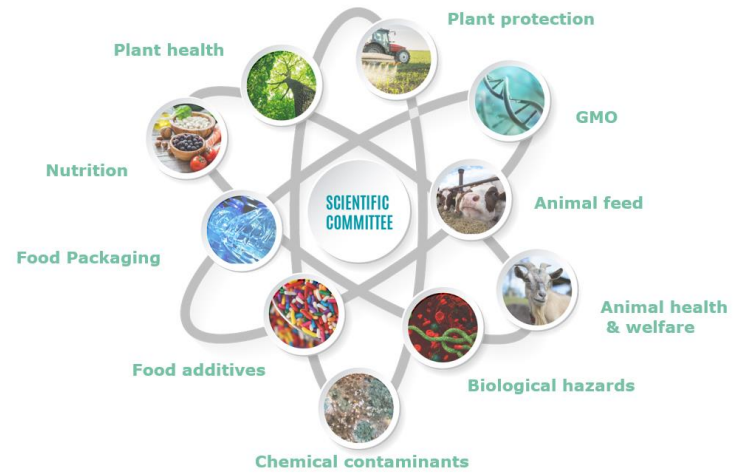 Plant protection
Plant health
GMO
Nutrition
SCIENTIFIC
COMMITTEE
Animal feed
Food Packaging
Animal health
& welfare
Food additives
Biological hazards
Chemical contaminants